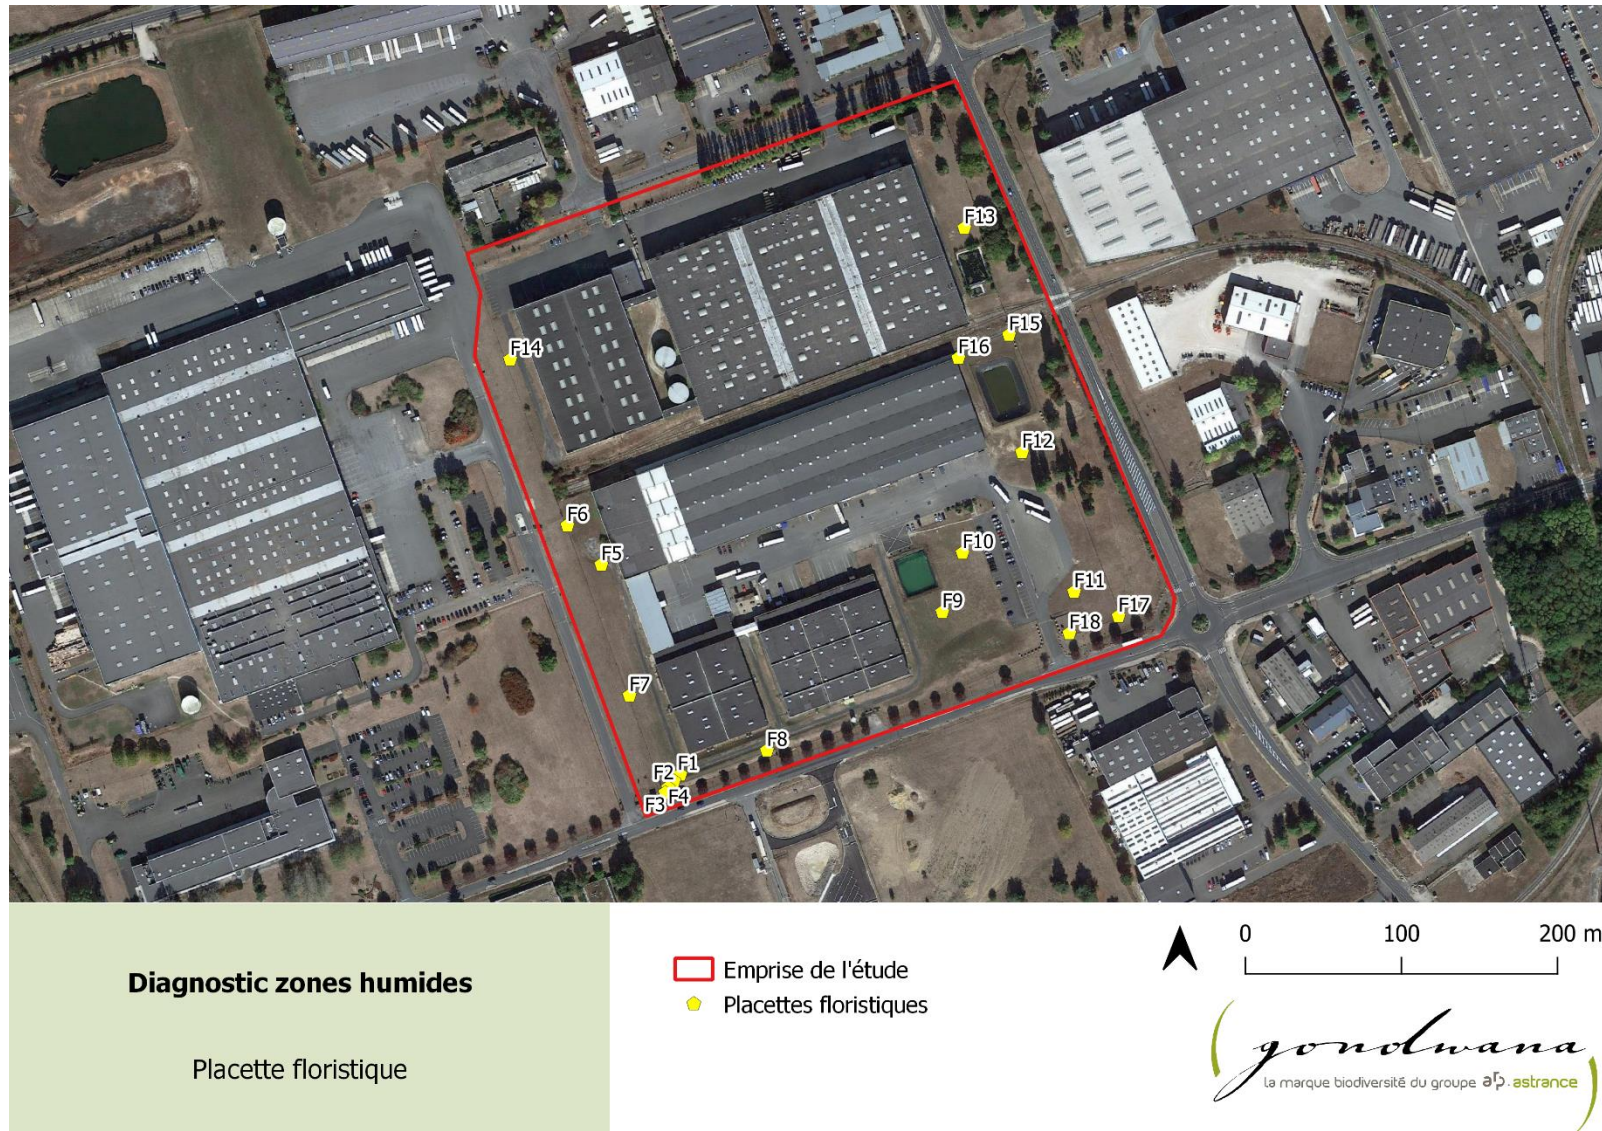 F13
F15
F16
F14
F12
F6
F5
F10
F9
F11
F17
F18
F7
F8
F1
F2
F3
F4
Diagnostic zones humides
Placette floristique
Emprise de l'étude
Placettes floristiques
0 100 200 m
gondwana
la marque biodiversité du groupe arp.astrance